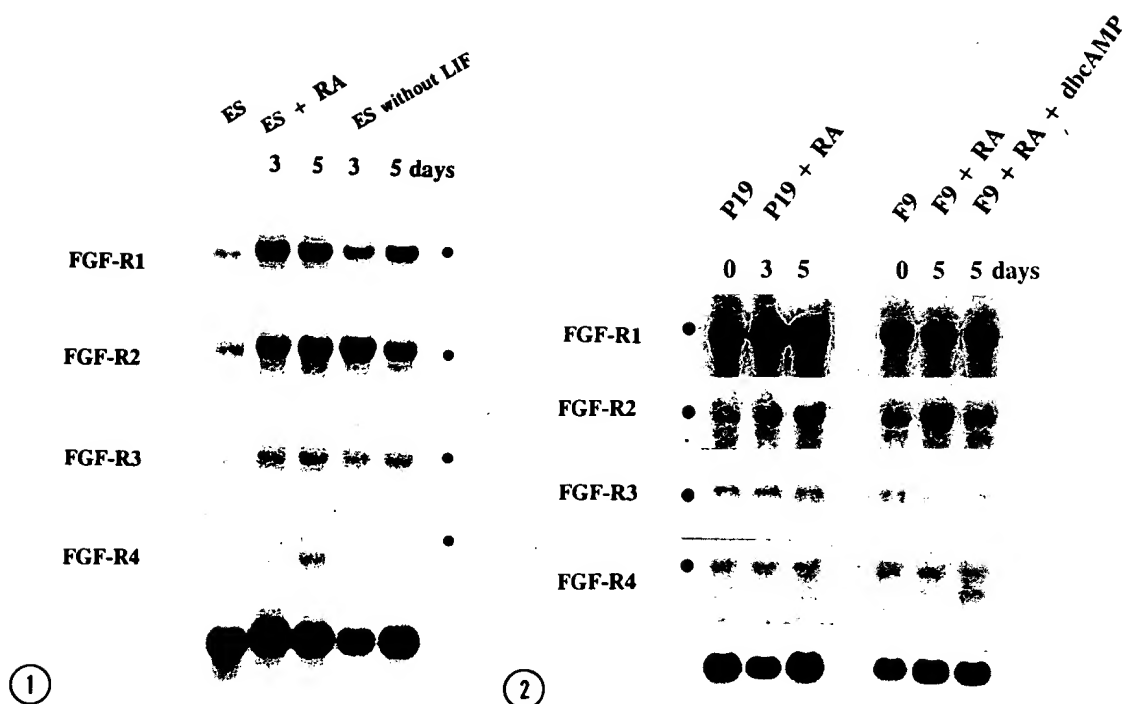 ES
ES + RA
ES without LIF
3 5 3 5 days
FGF-R1
FGF-R2
FGF-R3
FGF-R4
1
P19
P19 + RA
F9
F9 + RA
F9 + RA + dbcAMP
0 3 5 0 5 5 days
FGF-R1
FGF-R2
FGF-R3
FGF-R4
2